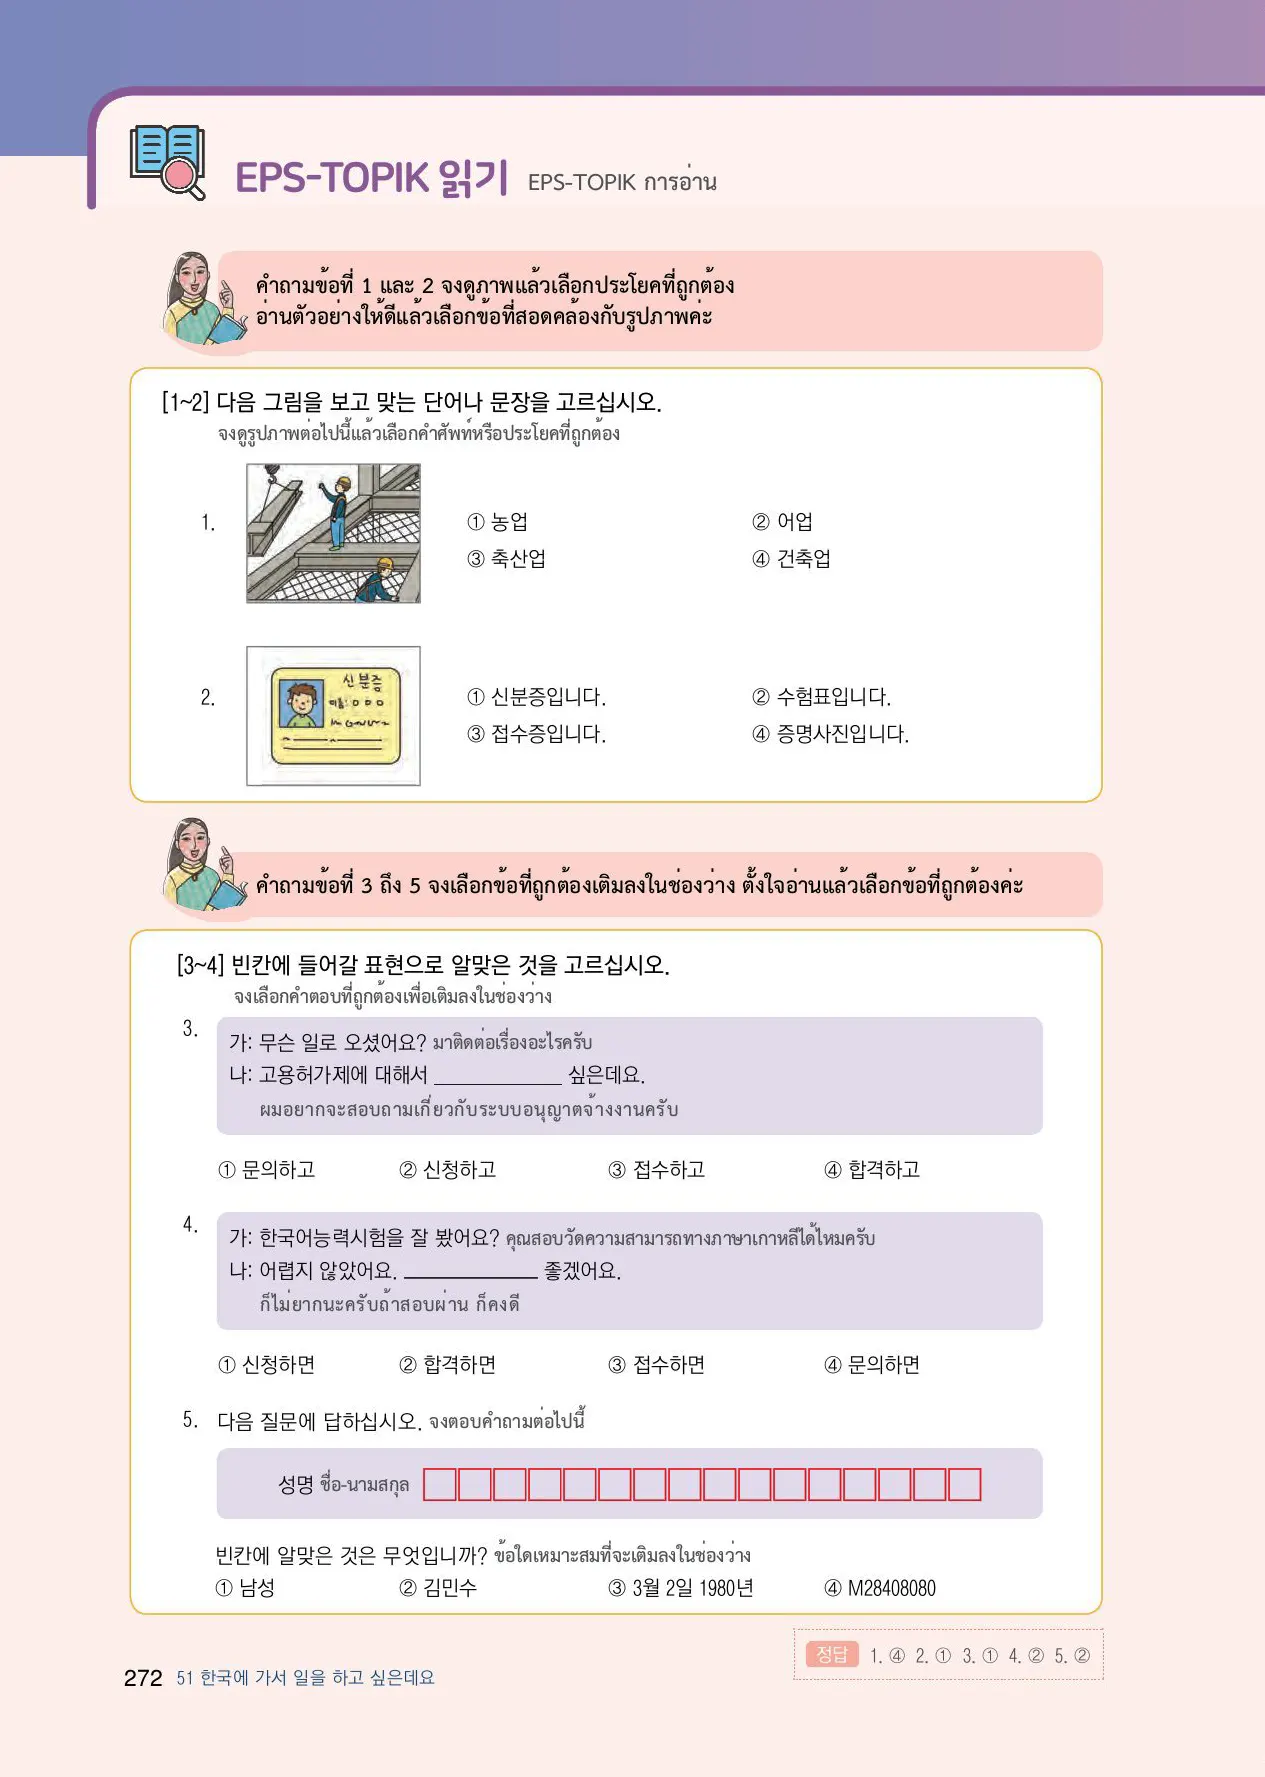 EPS-TOPIK 읽기 EPS-TOPIK การอ่าน
คำถามข้อที่ 1 และ 2 จงดูภาพแล้วเลือกประโยคที่ถูกต้อง
อ่านตัวอย่างให้ดีแล้วเลือกข้อที่สอดคล้องกับรูปภาพค่ะ
[1~2] 다음 그림을 보고 맞는 단어나 문장을 고르십시오.
จงดูรูปภาพต่อไปนี้แล้วเลือกคำศัพท์หรือประโยคที่ถูกต้อง
1.
① 농업 ② 어업
③ 축산업 ④ 건축업
2.
신분증
이름: ㅇㅇㅇ
① 신분증입니다. ② 수험표입니다.
③ 접수증입니다. ④ 증명사진입니다.
คำถามข้อที่ 3 ถึง 5 จงเลือกข้อที่ถูกต้องเติมลงในช่องว่าง ตั้งใจอ่านแล้วเลือกข้อที่ถูกต้องค่ะ
[3~4] 빈칸에 들어갈 표현으로 알맞은 것을 고르십시오.
จงเลือกคำตอบที่ถูกต้องเพื่อเติมลงในช่องว่าง
3.
가: 무슨 일로 오셨어요? มาติดต่อเรื่องอะไรครับ
나: 고용허가제에 대해서 ____________ 싶은데요.
ผมอยากจะสอบถามเกี่ยวกับระบบอนุญาตจ้างงานครับ
① 문의하고 ② 신청하고 ③ 접수하고 ④ 합격하고
4.
가: 한국어능력시험을 잘 봤어요? คุณสอบวัดความสามารถทางภาษาเกาหลีได้ไหมครับ
나: 어렵지 않았어요. ____________ 좋겠어요.
ก็ไม่ยากนะครับถ้าสอบผ่าน ก็คงดี
① 신청하면 ② 합격하면 ③ 접수하면 ④ 문의하면
5. 다음 질문에 답하십시오. จงตอบคำถามต่อไปนี้
성명 ชื่อ-นามสกุล
빈칸에 알맞은 것은 무엇입니까? ข้อใดเหมาะสมที่จะเติมลงในช่องว่าง
① 남성 ② 김민수 ③ 3월 2일 1980년 ④ M28408080
정답 1. ④ 2. ① 3. ① 4. ② 5. ②
272 51 한국에 가서 일을 하고 싶은데요